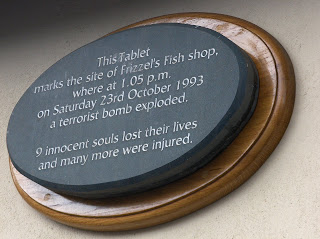 This Tablet
marks the site of Frizzel's Fish shop,
where at 1.05 p.m.
on Saturday 23rd October 1993
a terrorist bomb exploded.
9 innocent souls lost their lives
and many more were injured.